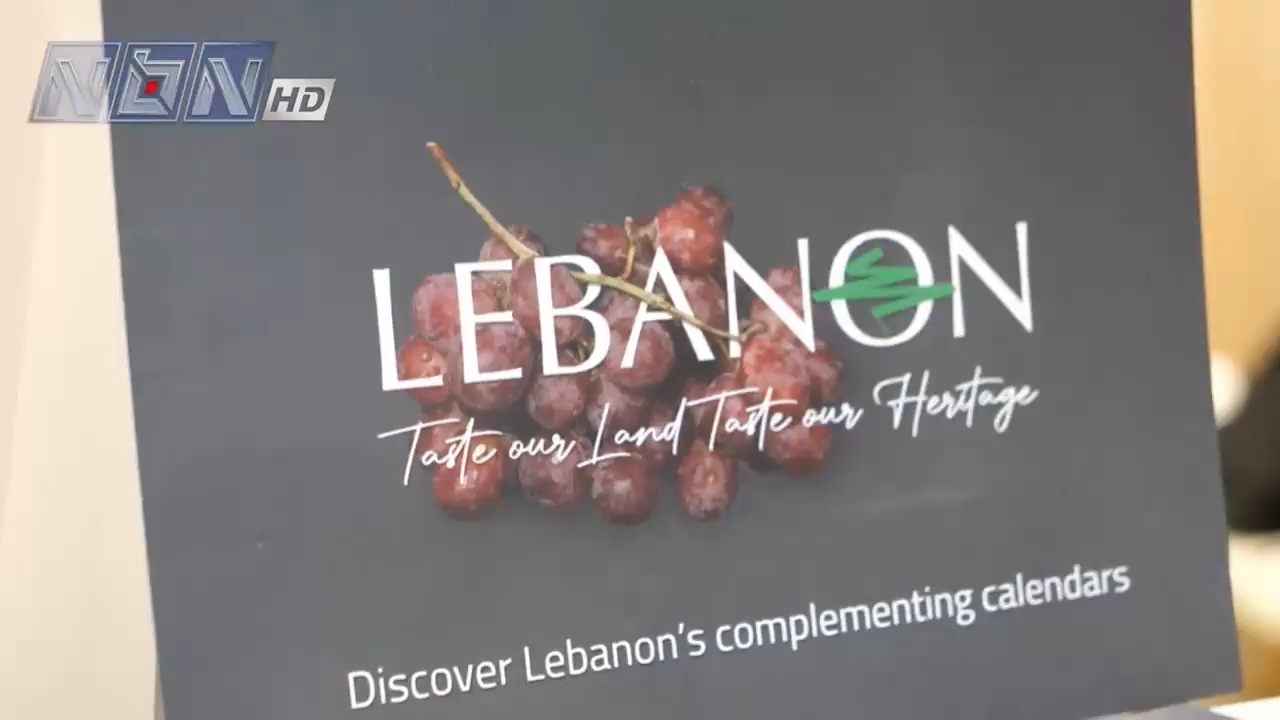 NBN HD
LEBANON
Taste our Land Taste our Heritage
Discover Lebanon's complementing calendars